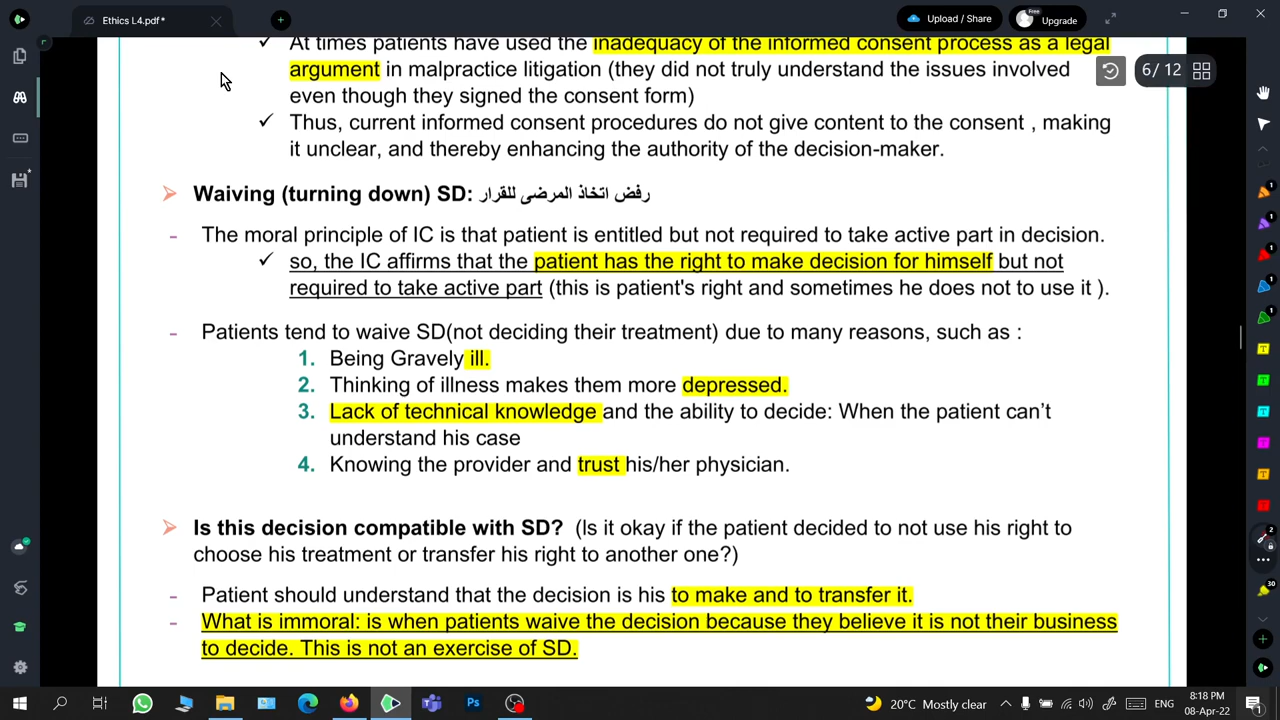 Ethics L4.pdf*
Upload / Share
Free
Upgrade
At times patients have used the inadequacy of the informed consent process as a legal
argument in malpractice litigation (they did not truly understand the issues involved
even though they signed the consent form)
6 / 12
✓ Thus, current informed consent procedures do not give content to the consent , making
it unclear, and thereby enhancing the authority of the decision-maker.
Waiving (turning down) SD: رفض اتخاذ المرضى للقرار
- The moral principle of IC is that patient is entitled but not required to take active part in decision.
✓ so, the IC affirms that the patient has the right to make decision for himself but not
required to take active part (this is patient's right and sometimes he does not to use it ).
- Patients tend to waive SD(not deciding their treatment) due to many reasons, such as :
1. Being Gravely ill.
2. Thinking of illness makes them more depressed.
3. Lack of technical knowledge and the ability to decide: When the patient can't
understand his case
4. Knowing the provider and trust his/her physician.
Is this decision compatible with SD? (Is it okay if the patient decided to not use his right to
choose his treatment or transfer his right to another one?)
- Patient should understand that the decision is his to make and to transfer it.
- What is immoral: is when patients waive the decision because they believe it is not their business
to decide. This is not an exercise of SD.
20°C Mostly clear
ENG
8:18 PM
08-Apr-22